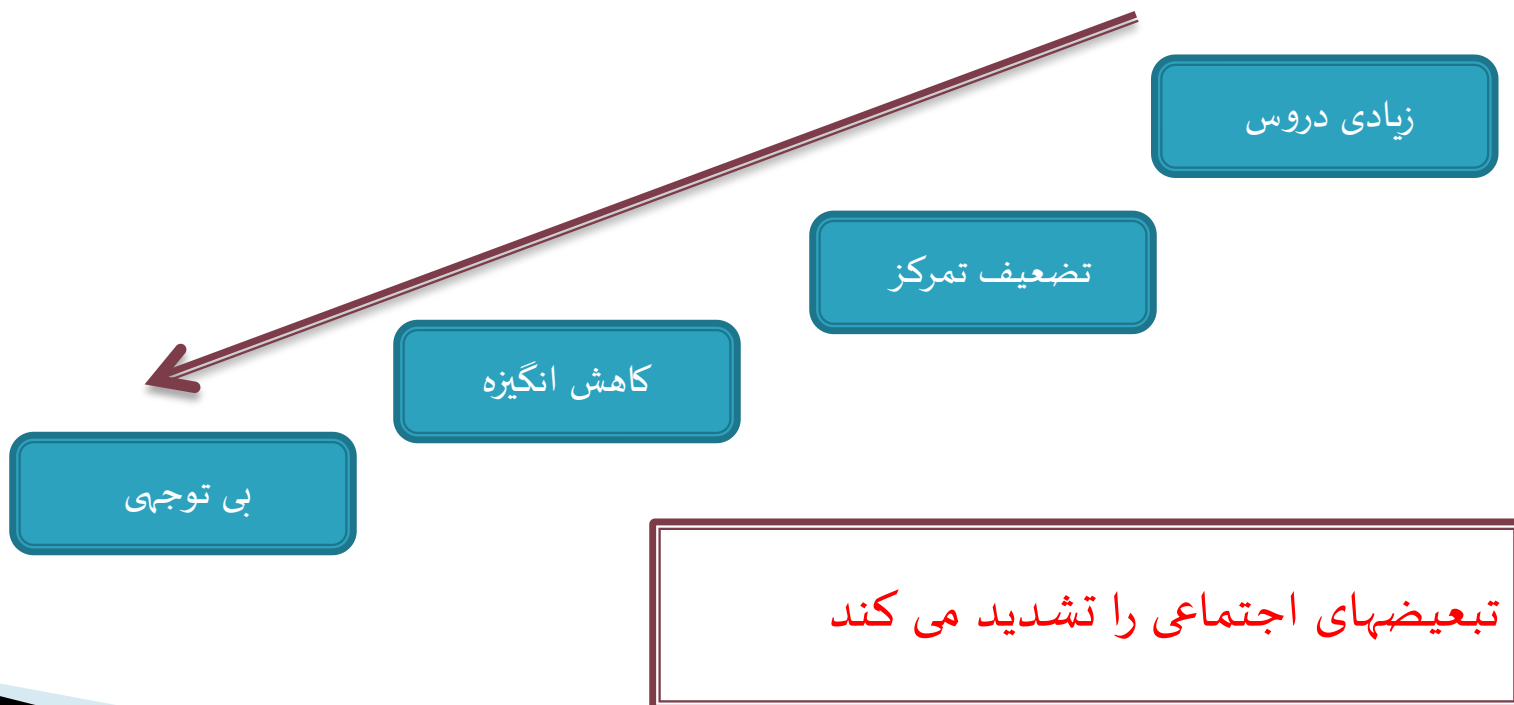 زیادی دروس
تضعیف تمرکز
کاهش انگیزه
بی توجهی
تبعیضهای اجتماعی را تشدید می کند